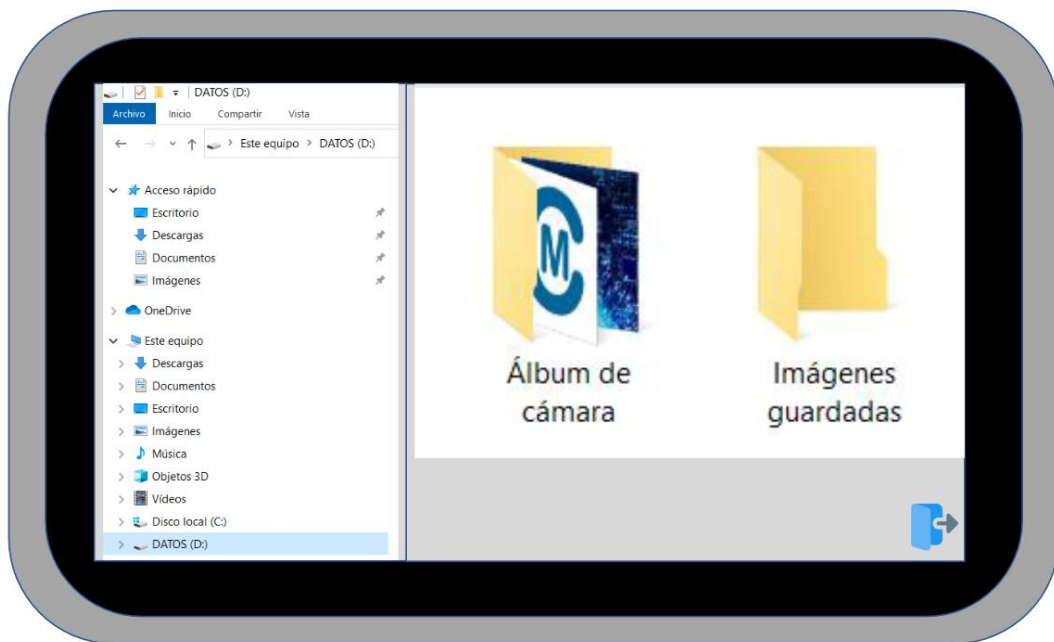 DATOS (D:)
Archivo Inicio Compartir Vista
Este equipo > DATOS (D:)
Acceso rápido
Escritorio
Descargas
Documentos
Imágenes
OneDrive
Este equipo
Descargas
Documentos
Escritorio
Imágenes
Música
Objetos 3D
Vídeos
Disco local (C:)
DATOS (D:)
MC
Álbum de
cámara
Imágenes
guardadas